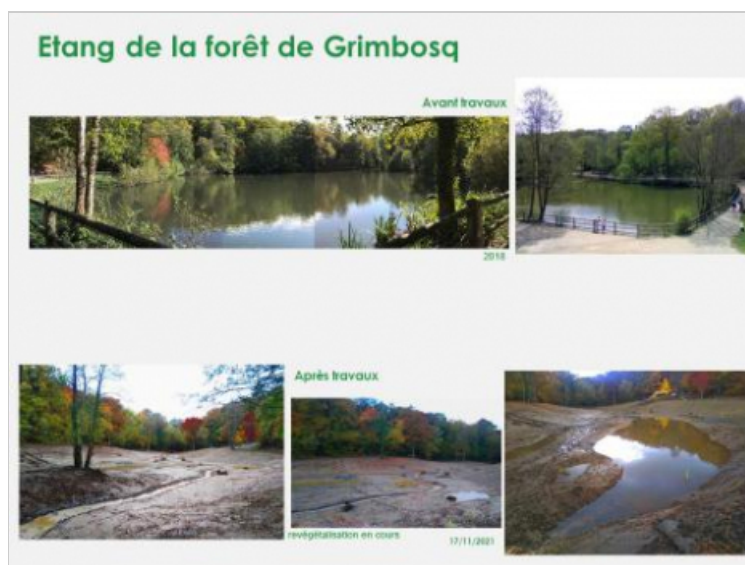 Etang de la forêt de Grimbosq
Avant travaux
2018
Après travaux
revégétalisation en cours
17/11/2021